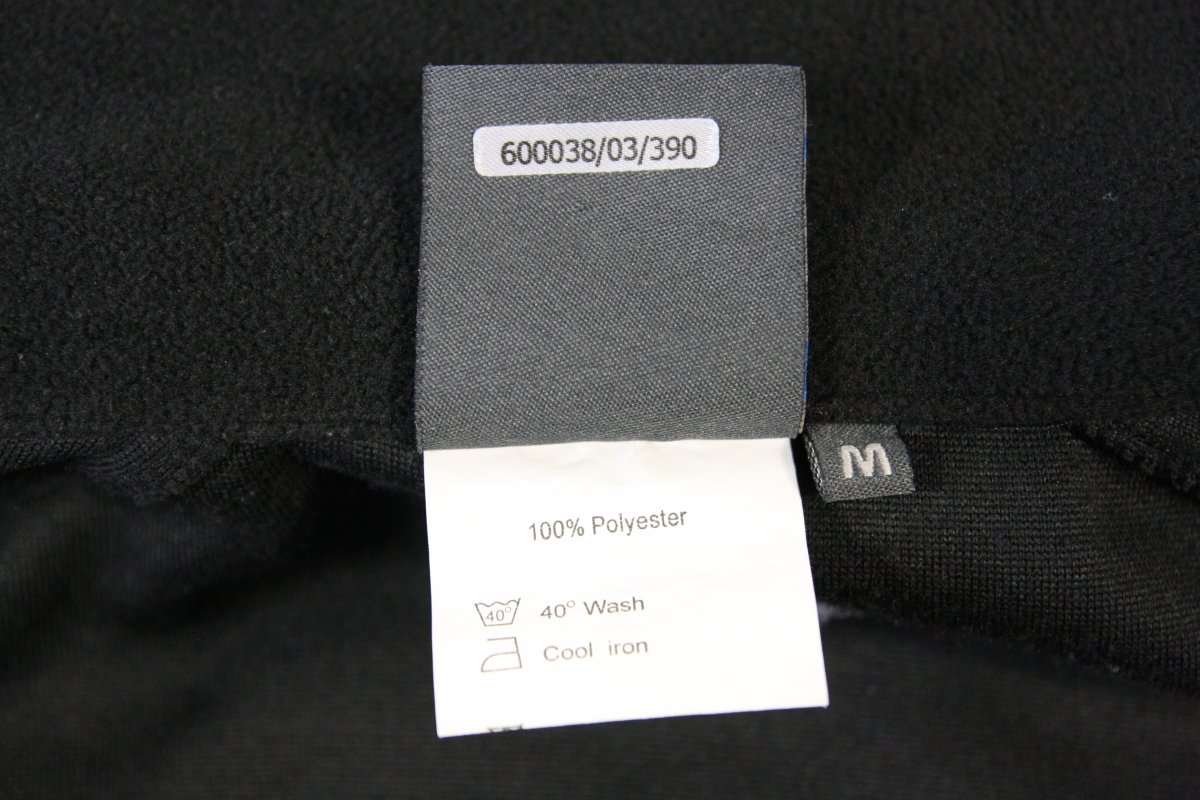 600038/03/390
M
100% Polyester
40° 40° Wash
Cool iron